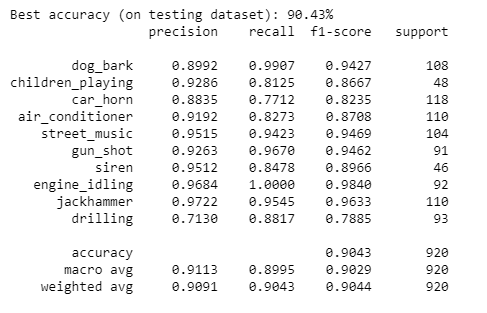 Best accuracy (on testing dataset): 90.43%
precision recall f1-score support
dog_bark 0.8992 0.9907 0.9427 108
children_playing 0.9286 0.8125 0.8667 48
car_horn 0.8835 0.7712 0.8235 118
air_conditioner 0.9192 0.8273 0.8708 110
street_music 0.9515 0.9423 0.9469 104
gun_shot 0.9263 0.9670 0.9462 91
siren 0.9512 0.8478 0.8966 46
engine_idling 0.9684 1.0000 0.9840 92
jackhammer 0.9722 0.9545 0.9633 110
drilling 0.7130 0.8817 0.7885 93
accuracy 0.9043 920
macro avg 0.9113 0.8995 0.9029 920
weighted avg 0.9091 0.9043 0.9044 920